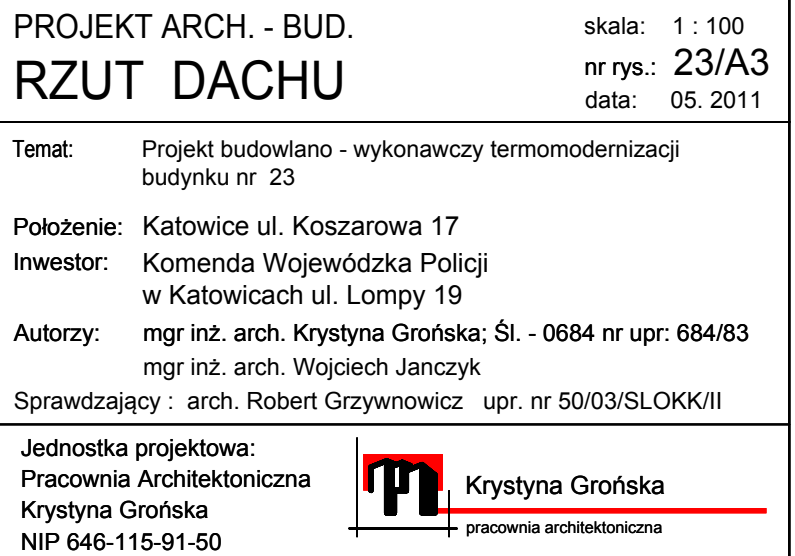 PROJEKT ARCH. - BUD.
RZUT DACHU
skala: 1 : 100
nr rys.: 23/A3
data: 05. 2011
Temat: Projekt budowlano - wykonawczy termomodernizacji
budynku nr 23
Położenie: Katowice ul. Koszarowa 17
Inwestor: Komenda Wojewódzka Policji
w Katowicach ul. Lompy 19
Autorzy: mgr inż. arch. Krystyna Grońska; Śl. - 0684 nr upr: 684/83
mgr inż. arch. Wojciech Janczyk
Sprawdzający : arch. Robert Grzywnowicz upr. nr 50/03/SLOKK/II
Jednostka projektowa:
Pracownia Architektoniczna
Krystyna Grońska
NIP 646-115-91-50
Krystyna Grońska
pracownia architektoniczna